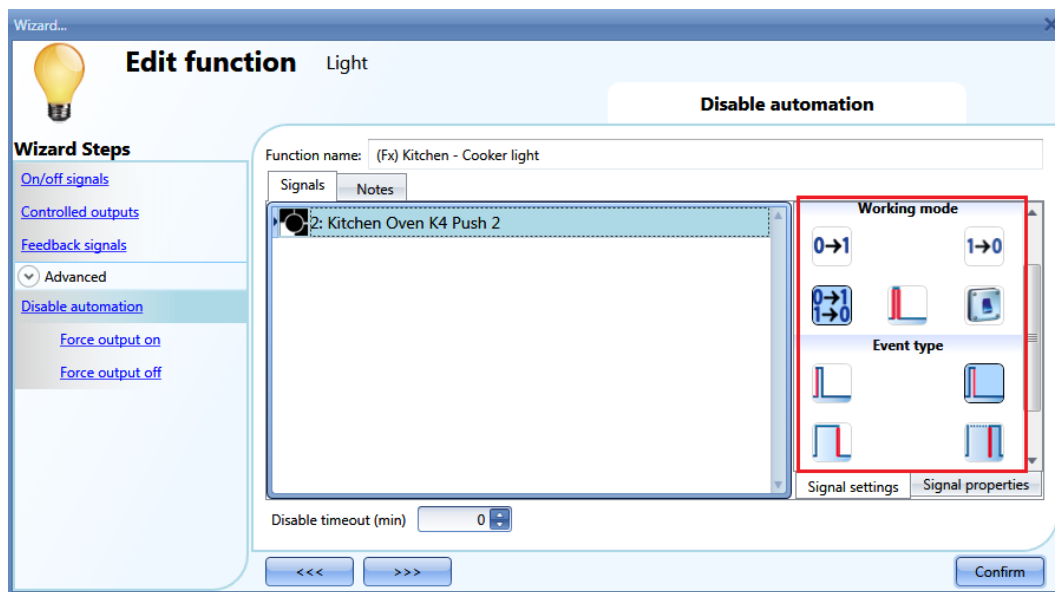 Wizard...
Edit function Light
Disable automation
Wizard Steps
On/off signals
Controlled outputs
Feedback signals
Advanced
Disable automation
Force output on
Force output off
Function name: (Fx) Kitchen - Cooker light
Signals Notes
2: Kitchen Oven K4 Push 2
Working mode
0→1 1→0
0→1
1→0
Event type
Signal settings Signal properties
Disable timeout (min) 0
<<< >>> Confirm